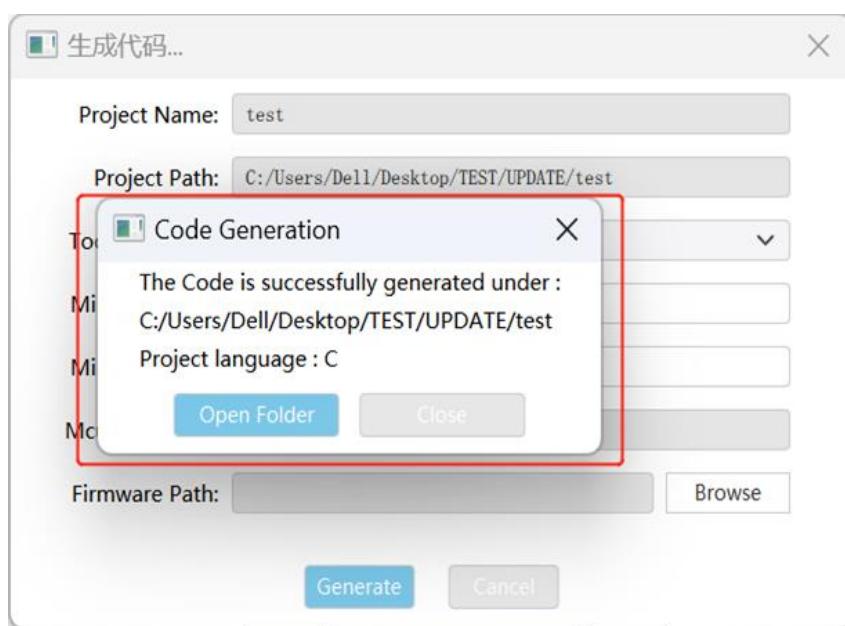 生成代码...
Project Name:
test
Project Path:
C:/Users/Dell/Desktop/TEST/UPDATE/test
Code Generation
The Code is successfully generated under :
C:/Users/Dell/Desktop/TEST/UPDATE/test
Project language : C
Open Folder
Close
Firmware Path:
Browse
Generate
Cancel